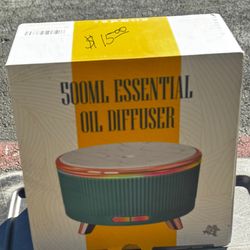 $ 15.00
500ML ESSENTIAL
OIL DIFFUSER